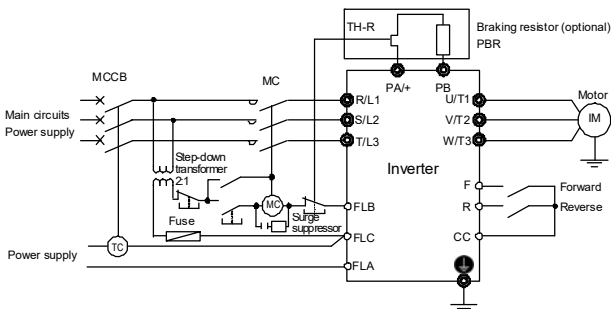 TH-R
Braking resistor (optional)
PBR
MCCB
MC
PA/+
PB
Motor
Main circuits
Power supply
R/L1
S/L2
T/L3
U/T1
V/T2
W/T3
IM
Step-down
transformer
2:1
Inverter
MC
Surge
suppressor
Fuse
TC
Power supply
FLB
FLC
FLA
F
R
CC
Forward
Reverse